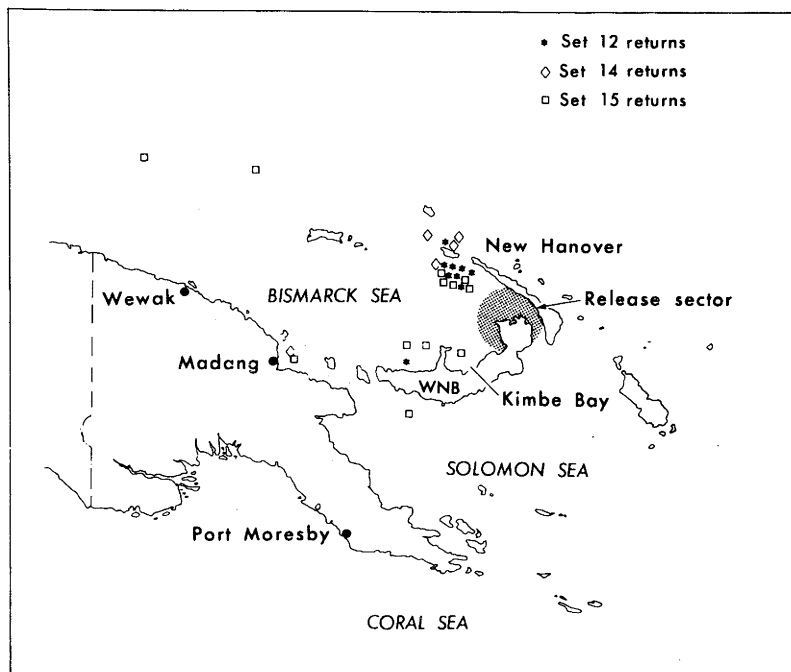 * Set 12 returns
◇ Set 14 returns
□ Set 15 returns
New Hanover
Release sector
Wewak
BISMARCK SEA
Madang
WNB
Kimbe Bay
SOLOMON SEA
Port Moresby
CORAL SEA